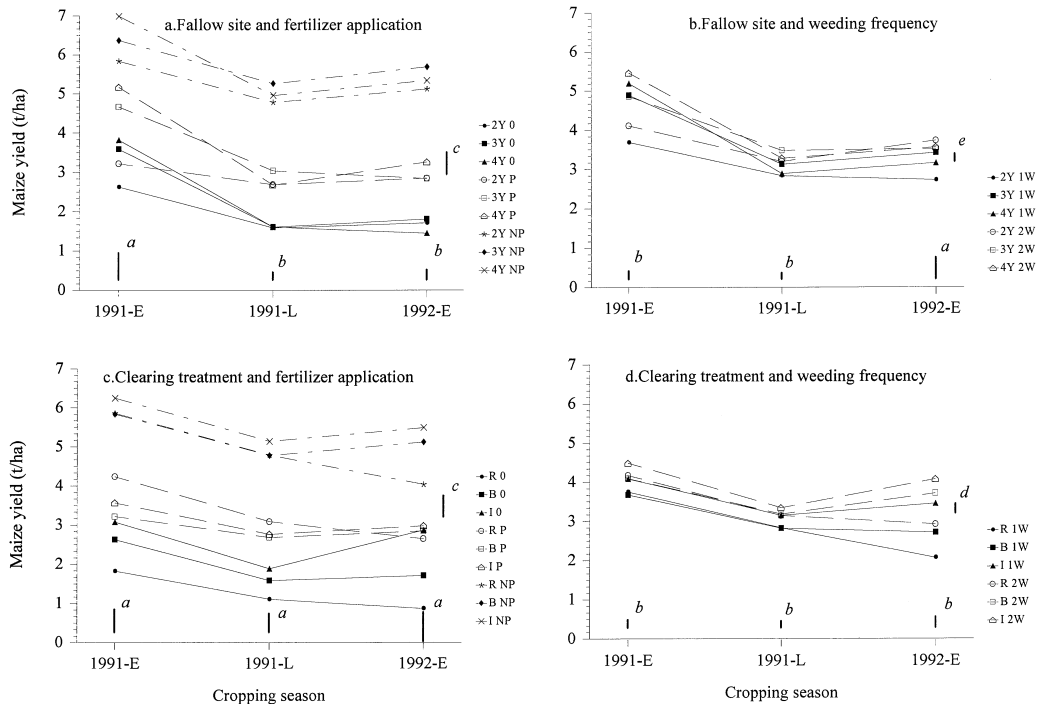 a.Fallow site and fertilizer application
Maize yield (t/ha)
7
6
5
4
3
2
1
0
a
b
b
c
1991-E
1991-L
1992-E
2Y 0
3Y 0
4Y 0
2Y P
3Y P
4Y P
2Y NP
3Y NP
4Y NP
b.Fallow site and weeding frequency
7
6
5
4
3
2
1
0
b
b
a
e
1991-E
1991-L
1992-E
2Y 1W
3Y 1W
4Y 1W
2Y 2W
3Y 2W
4Y 2W
c.Clearing treatment and fertilizer application
Maize yield (t/ha)
7
6
5
4
3
2
1
0
a
a
a
c
1991-E
1991-L
1992-E
Cropping season
R 0
B 0
I 0
R P
B P
I P
R NP
B NP
I NP
d.Clearing treatment and weeding frequency
7
6
5
4
3
2
1
0
b
b
b
d
1991-E
1991-L
1992-E
Cropping season
R 1W
B 1W
I 1W
R 2W
B 2W
I 2W